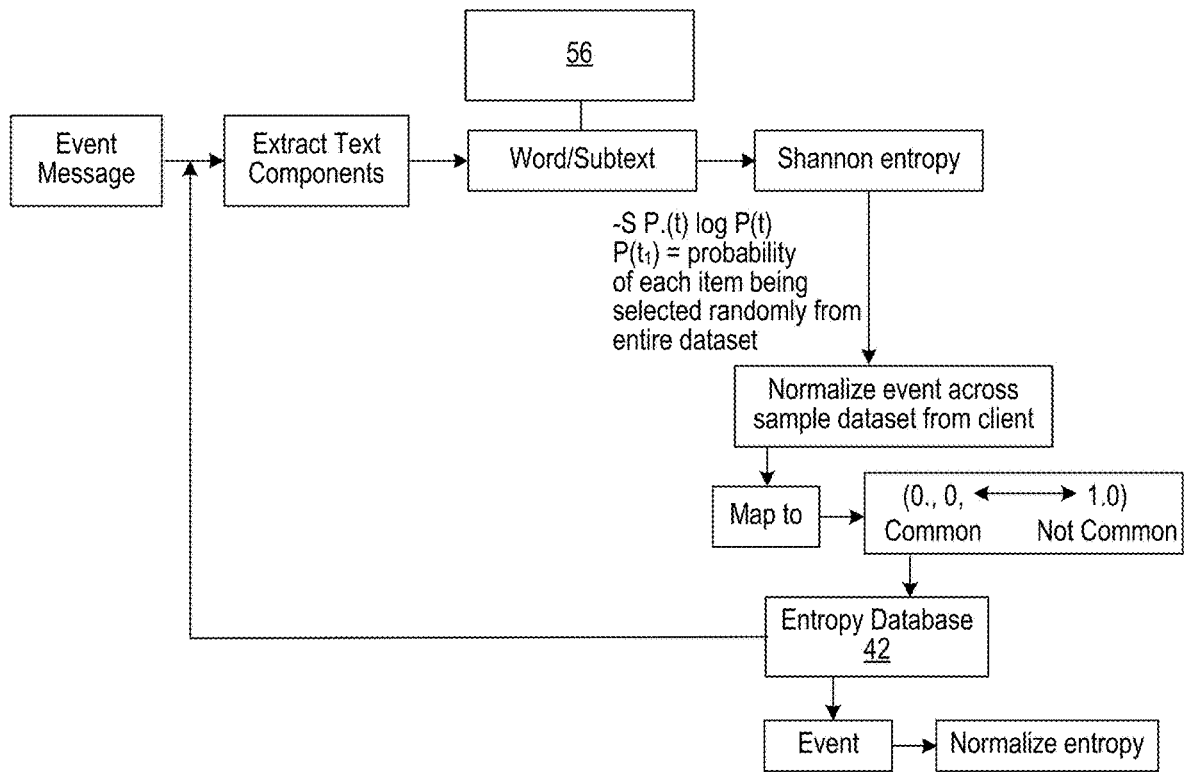 56
Event
Message
Extract Text
Components
Word/Subtext
Shannon entropy
-S P.(t) log P(t)
P(t₁) = probability
of each item being
selected randomly from
entire dataset
Normalize event across
sample dataset from client
Map to
(0., 0, 1.0)
Common Not Common
Entropy Database
42
Event
Normalize entropy